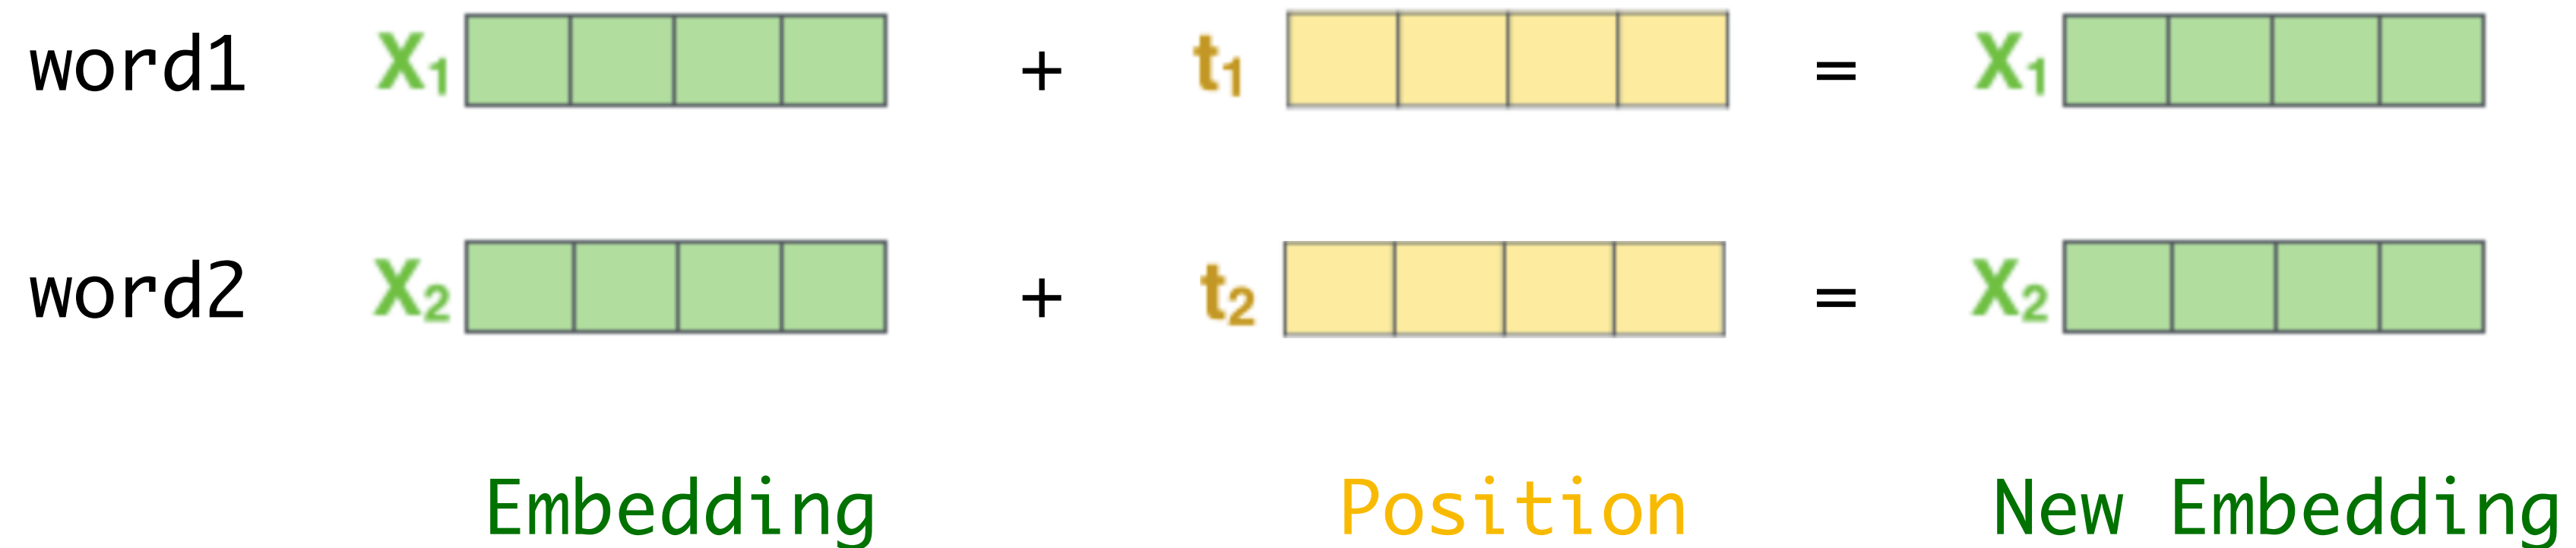 word1 X₁ + t₁ = X₁
word2 X₂ + t₂ = X₂
Embedding Position New Embedding